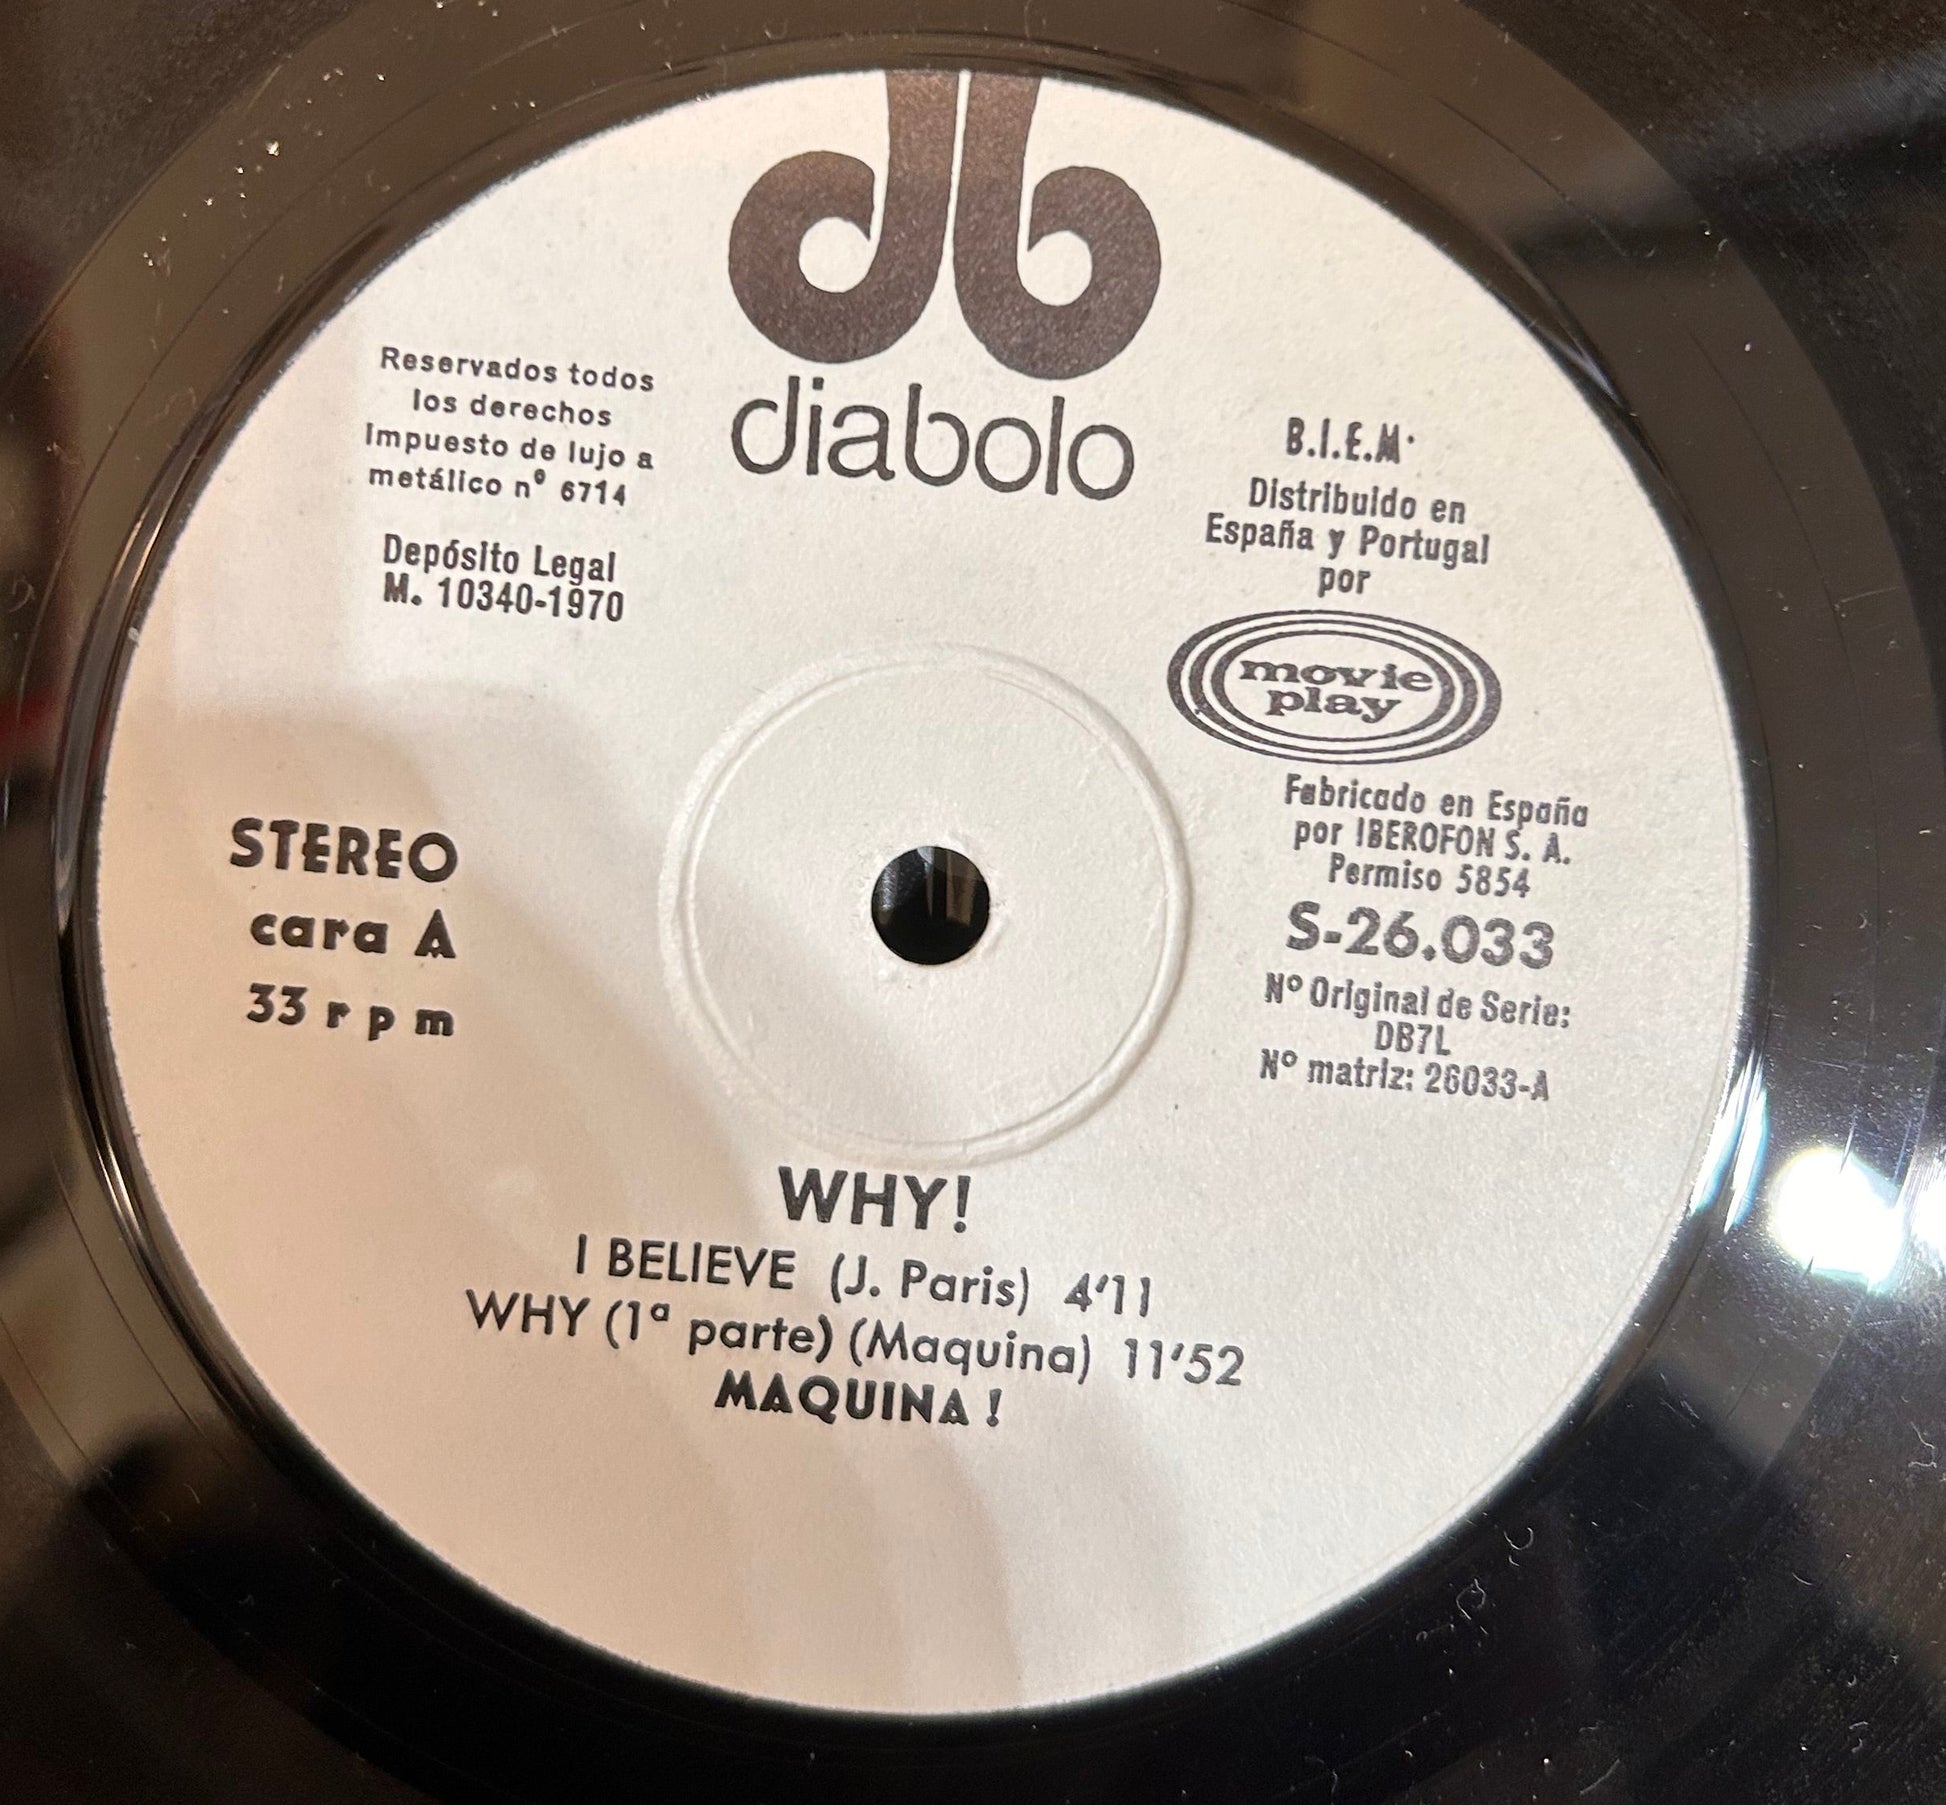 db
diabolo
Reservados todos
los derechos
Impuesto de lujo a
metálico nº 6714
Depósito Legal
M. 10340-1970
B.I.E.M.
Distribuido en
España y Portugal
por
movie
play
Fabricado en España
por IBEROFON S. A.
Permiso 5854
S-26.033
Nº Original de Serie:
DB7L
Nº matriz: 26033-A
STEREO
cara A
33 r p m
WHY!
I BELIEVE (J. Paris) 4'11
WHY (1ª parte) (Maquina) 11'52
MAQUINA !